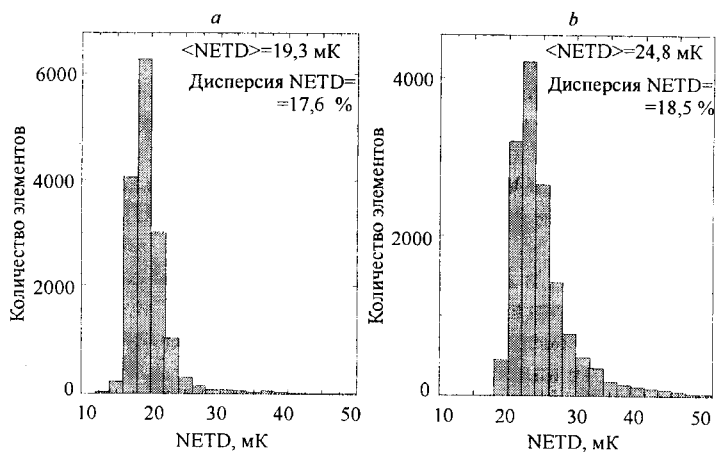 a
<NETD>=19,3 мК
Дисперсия NETD=
=17,6 %
Количество элементов
6000
4000
2000
0
10 20 30 40 50
NETD, мК
b
<NETD>=24,8 мК
Дисперсия NETD=
=18,5 %
Количество элементов
4000
2000
0
10 20 30 40 50
NETD, мК